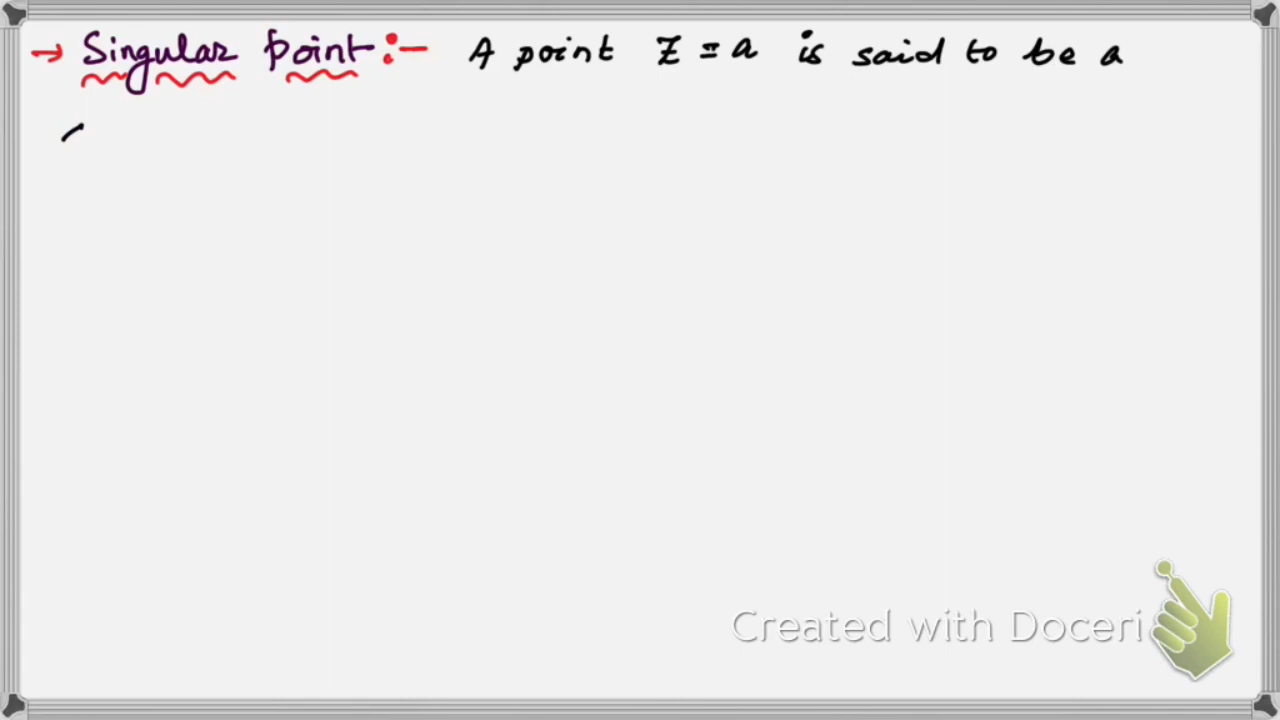 → Singular point :- A point z = a is said to be a
Created with Doceri